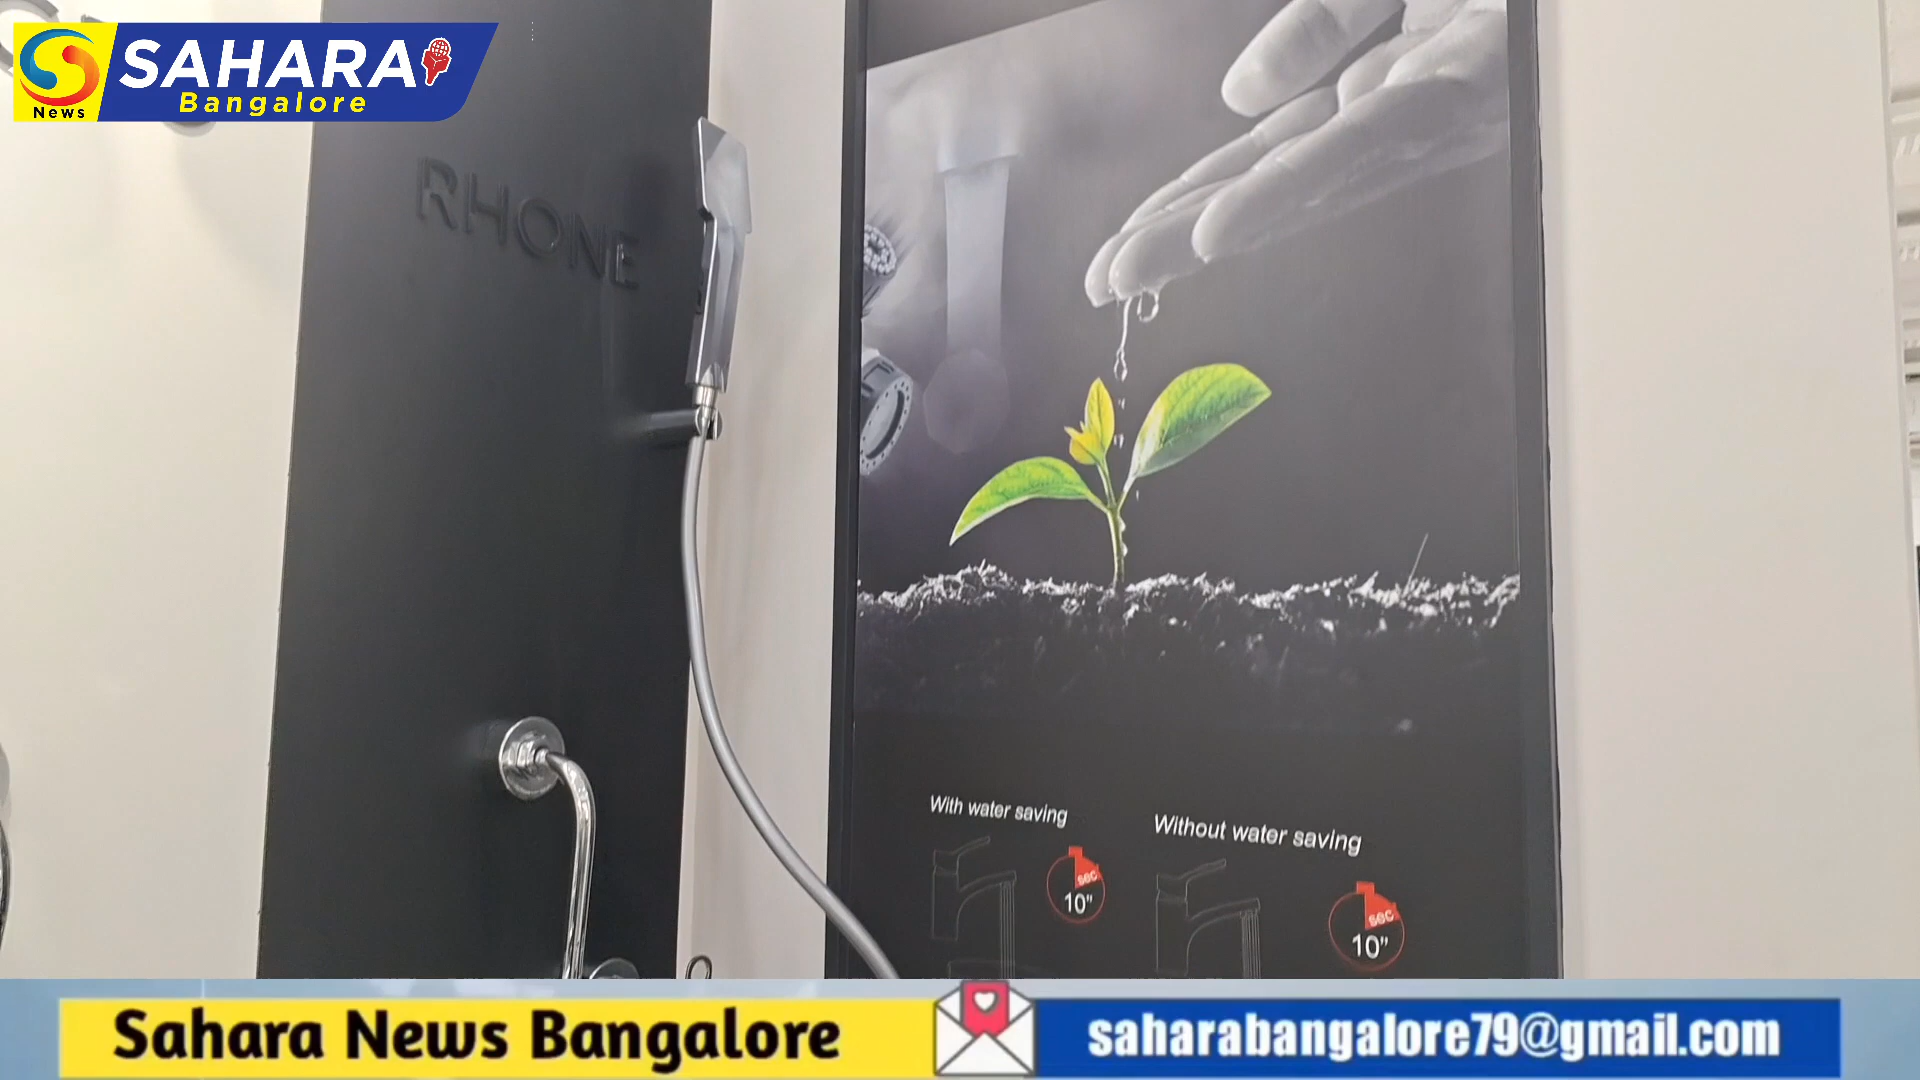 SAHARA
Bangalore
News
RHONE
With water saving
Without water saving
sec
10"
sec
10"
Sahara News Bangalore
saharabangalore79@gmail.com